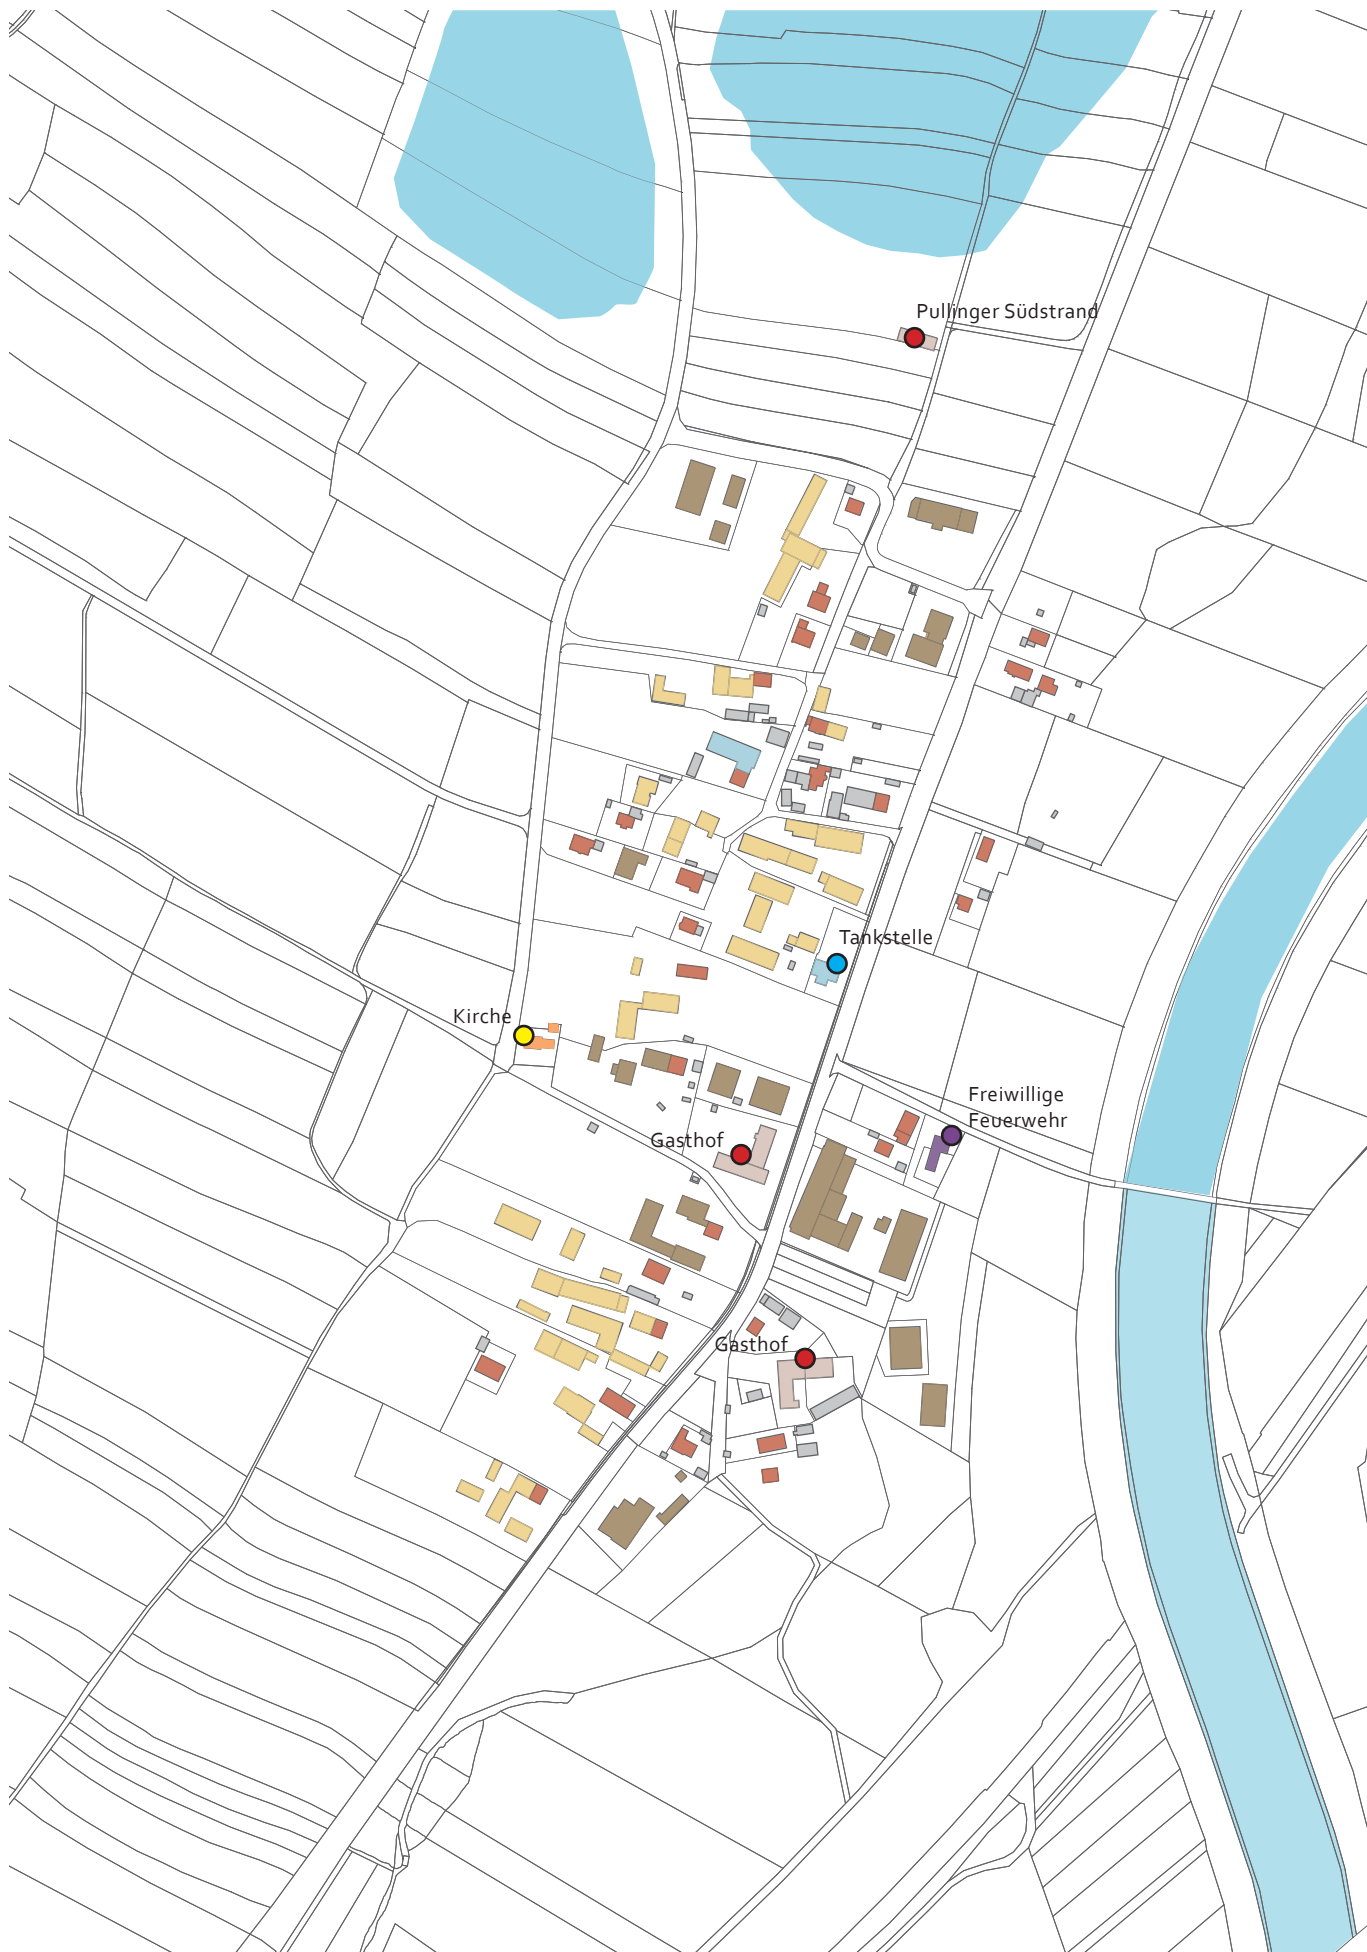 Pullinger Südstrand
Tankstelle
Kirche
Freiwillige
Feuerwehr
Gasthof
Gasthof